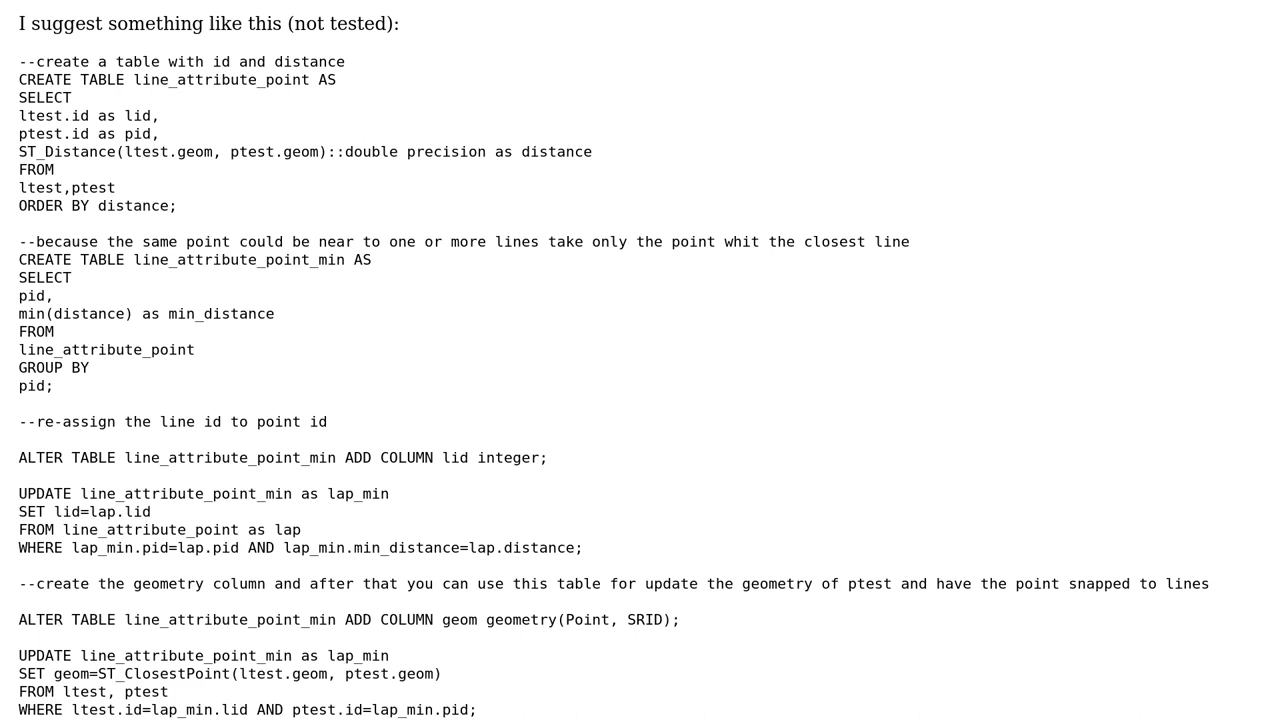 I suggest something like this (not tested):
--create a table with id and distance
CREATE TABLE line_attribute_point AS
SELECT
ltest.id as lid,
ptest.id as pid,
ST_Distance(ltest.geom, ptest.geom)::double precision as distance
FROM
ltest,ptest
ORDER BY distance;
--because the same point could be near to one or more lines take only the point whit the closest line
CREATE TABLE line_attribute_point_min AS
SELECT
pid,
min(distance) as min_distance
FROM
line_attribute_point
GROUP BY
pid;
--re-assign the line id to point id
ALTER TABLE line_attribute_point_min ADD COLUMN lid integer;
UPDATE line_attribute_point_min as lap_min
SET lid=lap.lid
FROM line_attribute_point as lap
WHERE lap_min.pid=lap.pid AND lap_min.min_distance=lap.distance;
--create the geometry column and after that you can use this table for update the geometry of ptest and have the point snapped to lines
ALTER TABLE line_attribute_point_min ADD COLUMN geom geometry(Point, SRID);
UPDATE line_attribute_point_min as lap_min
SET geom=ST_ClosestPoint(ltest.geom, ptest.geom)
FROM ltest, ptest
WHERE ltest.id=lap_min.lid AND ptest.id=lap_min.pid;